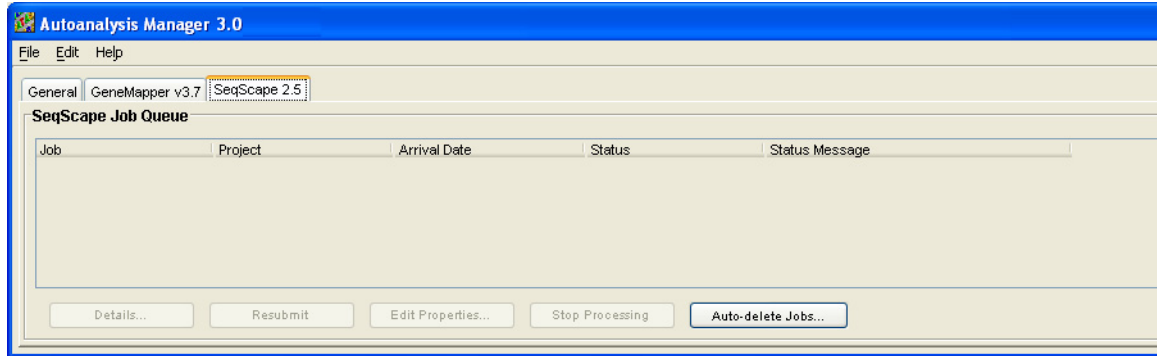 Autoanalysis Manager 3.0
File Edit Help
General GeneMapper v3.7 SeqScape 2.5
SeqScape Job Queue
Job Project Arrival Date Status Status Message
Details... Resubmit Edit Properties... Stop Processing Auto-delete Jobs...